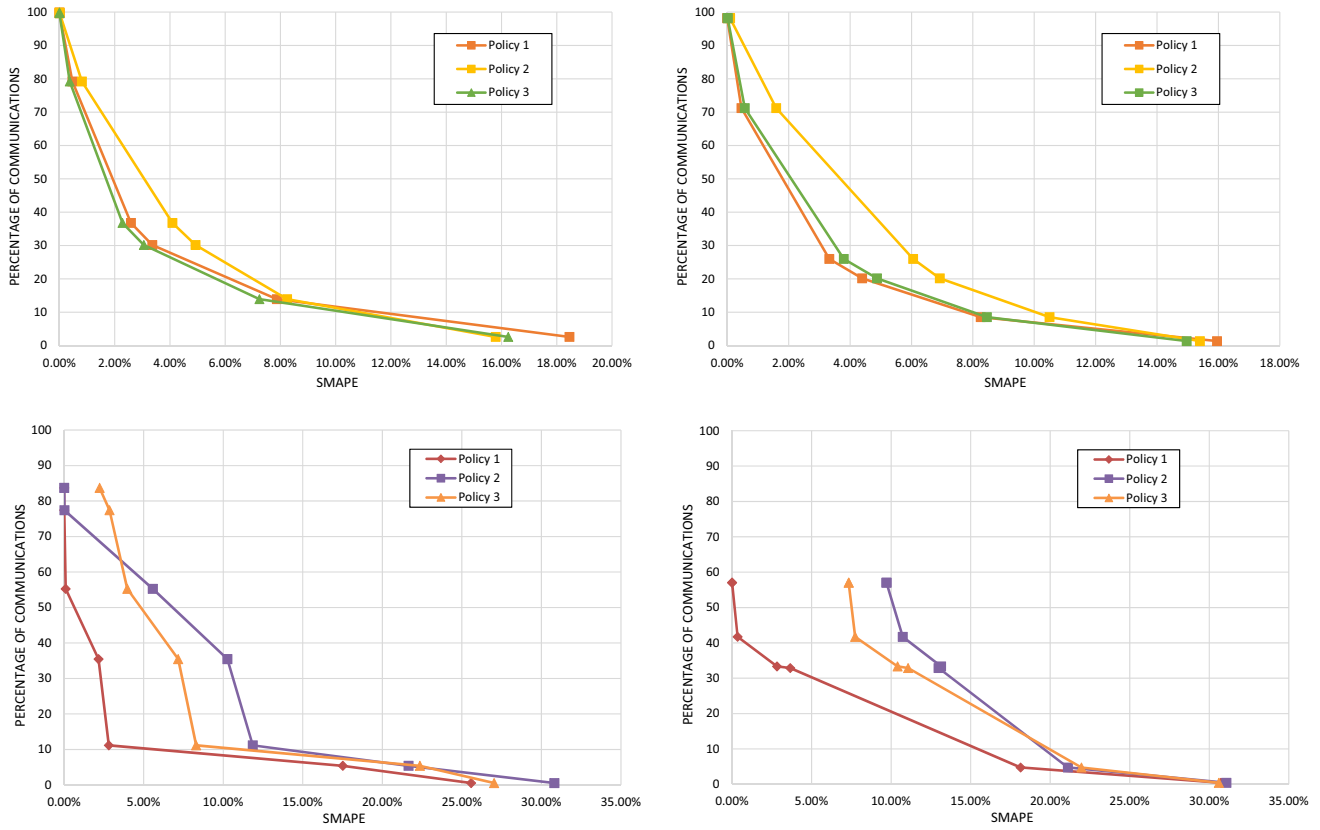 PERCENTAGE OF COMMUNICATIONS
100
90
80
70
60
50
40
30
20
10
0
Policy 1
Policy 2
Policy 3
0.00% 2.00% 4.00% 6.00% 8.00% 10.00% 12.00% 14.00% 16.00% 18.00% 20.00%
SMAPE
PERCENTAGE OF COMMUNICATIONS
100
90
80
70
60
50
40
30
20
10
0
Policy 1
Policy 2
Policy 3
0.00% 2.00% 4.00% 6.00% 8.00% 10.00% 12.00% 14.00% 16.00% 18.00%
SMAPE
PERCENTAGE OF COMMUNICATIONS
100
90
80
70
60
50
40
30
20
10
0
Policy 1
Policy 2
Policy 3
0.00% 5.00% 10.00% 15.00% 20.00% 25.00% 30.00% 35.00%
SMAPE
PERCENTAGE OF COMMUNICATIONS
100
90
80
70
60
50
40
30
20
10
0
Policy 1
Policy 2
Policy 3
0.00% 5.00% 10.00% 15.00% 20.00% 25.00% 30.00% 35.00%
SMAPE